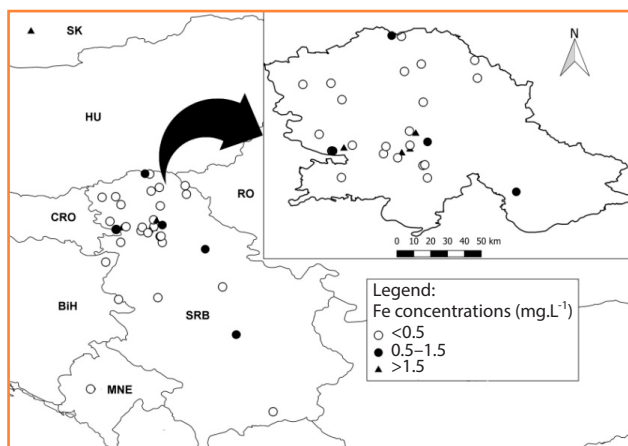 SK
HU
RO
CRO
BiH
SRB
MNE
N
0 10 20 30 40 50 km
Legend:
Fe concentrations (mg.L⁻¹)
<0.5
0.5–1.5
>1.5